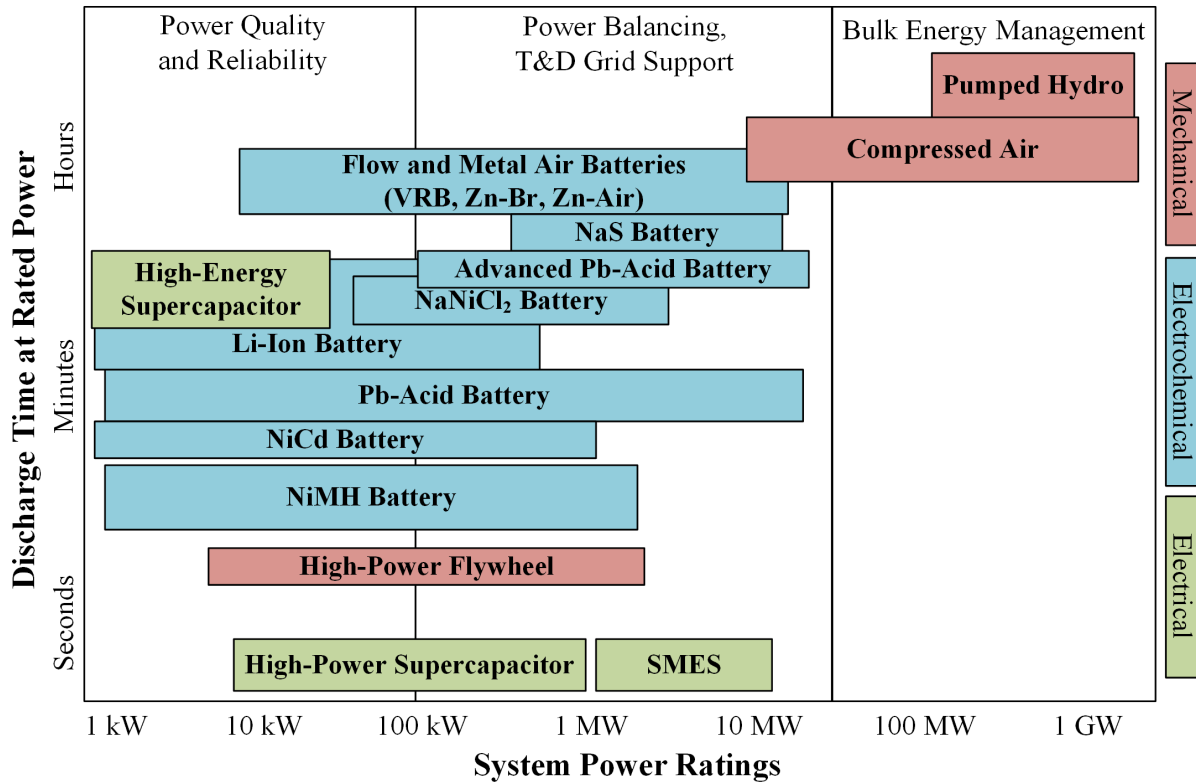 Power Quality
and Reliability
Power Balancing,
T&D Grid Support
Bulk Energy Management
Pumped Hydro
Compressed Air
Flow and Metal Air Batteries
(VRB, Zn-Br, Zn-Air)
NaS Battery
High-Energy
Supercapacitor
Advanced Pb-Acid Battery
NaNiCl₂ Battery
Li-Ion Battery
Pb-Acid Battery
NiCd Battery
NiMH Battery
High-Power Flywheel
High-Power Supercapacitor
SMES
Discharge Time at Rated Power
Hours
Minutes
Seconds
Mechanical
Electrochemical
Electrical
1 kW
10 kW
100 kW
1 MW
10 MW
100 MW
1 GW
System Power Ratings